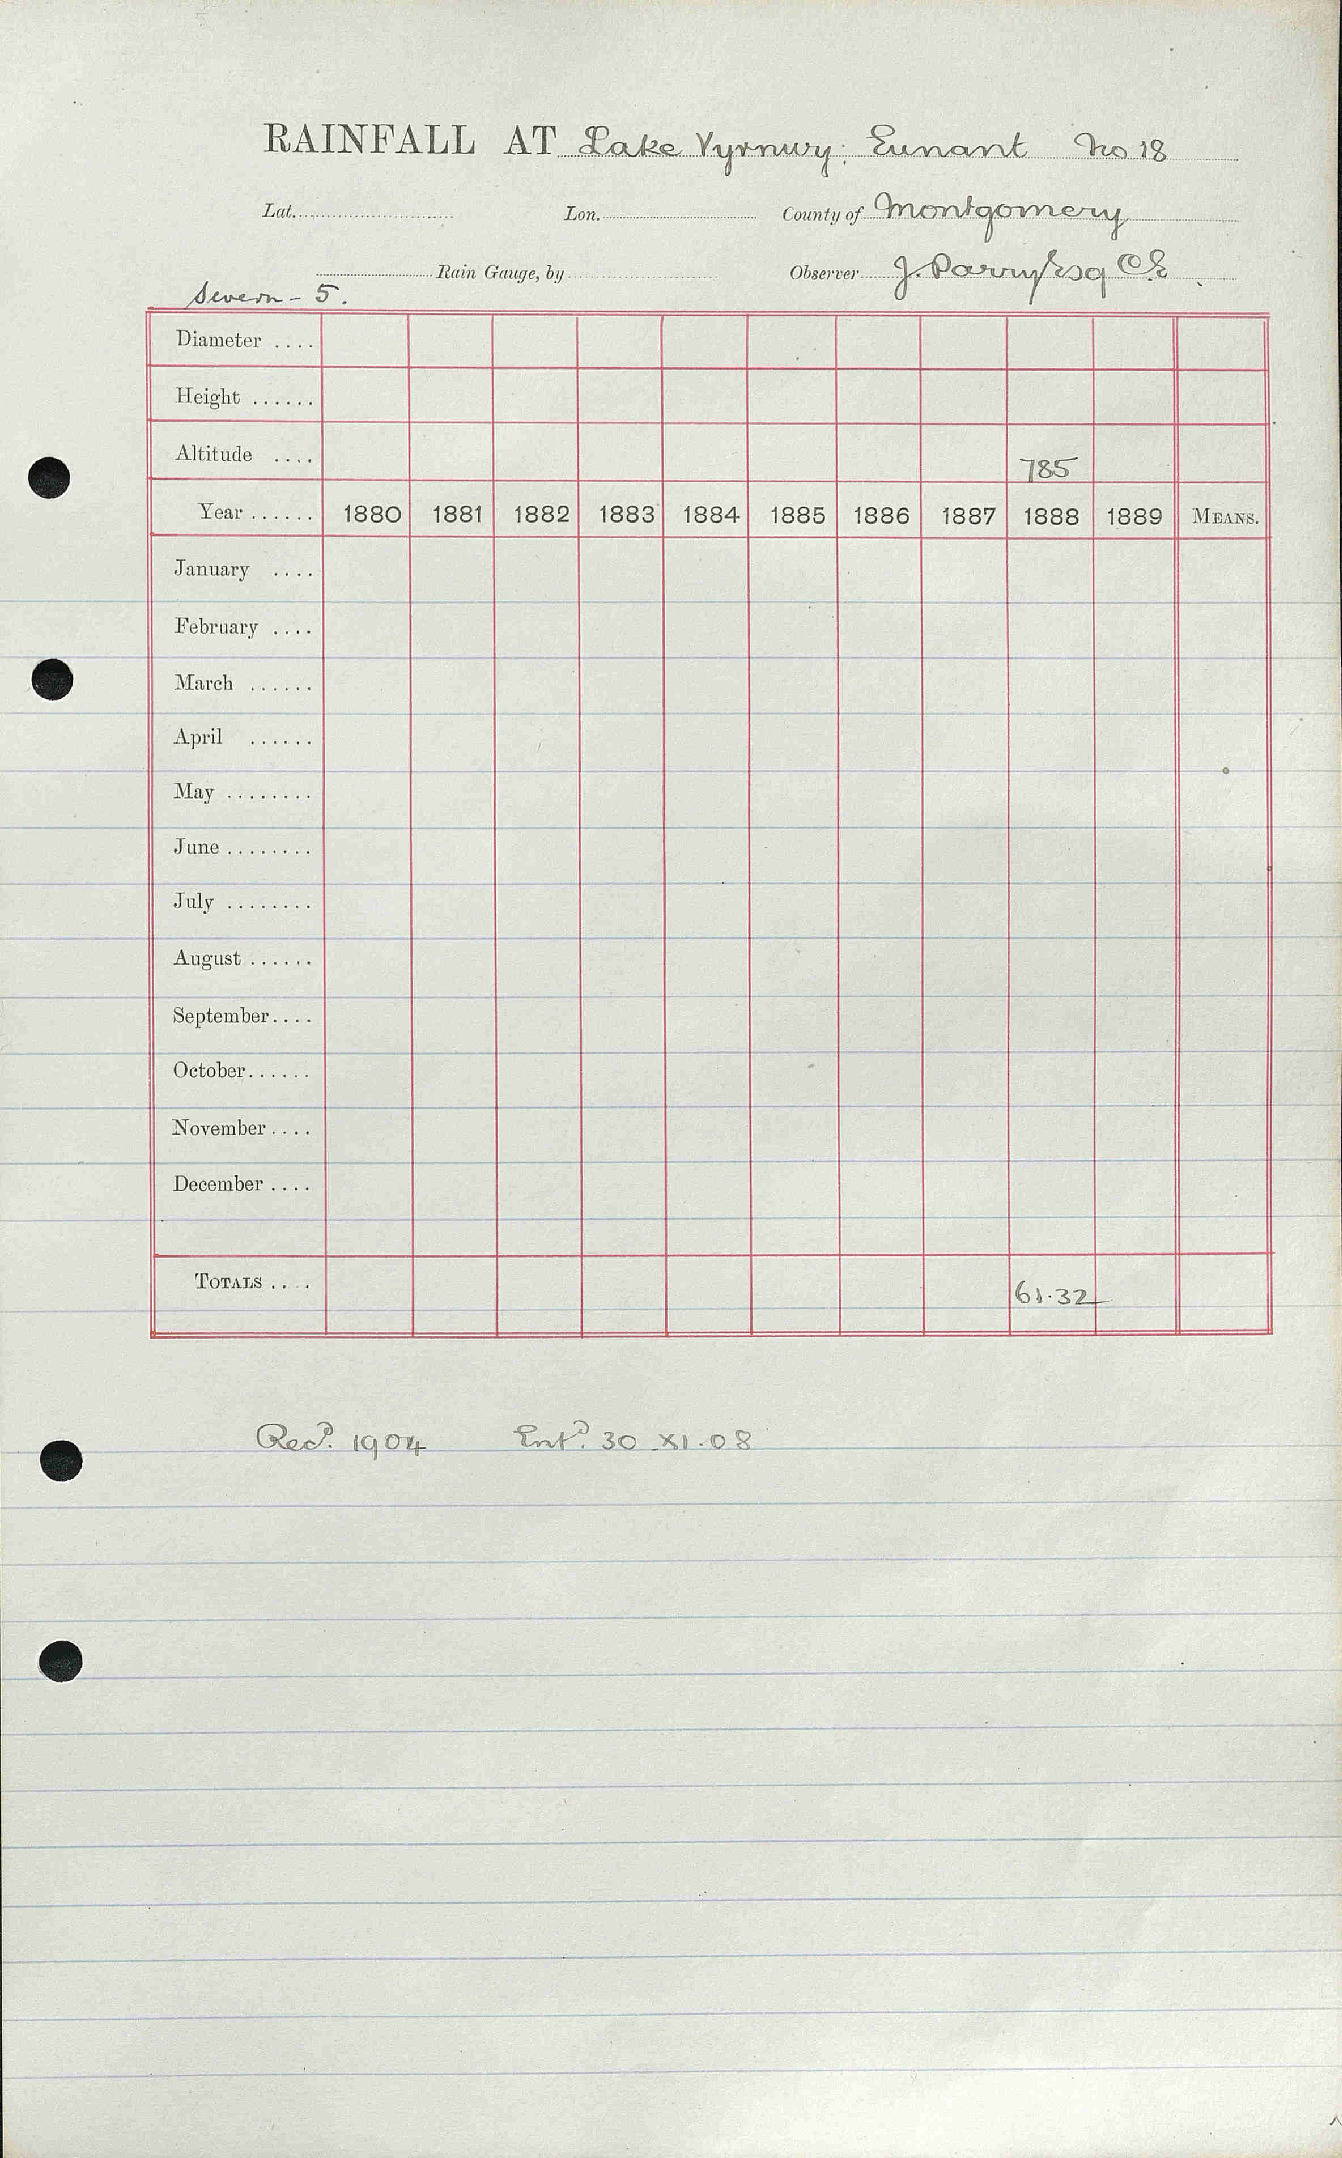 RAINFALL AT Lake Vyrnwy: Eunant No 18
Lat. Lon. County of Montgomery
Rain Gauge, by Observer J. Parry Esq C.E.
Severn - 5.
Diameter ....
Height ......
Altitude .... 785
Year ...... 1880 1881 1882 1883 1884 1885 1886 1887 1888 1889 MEANS.
January ....
February ....
March ......
April ......
May ........
June ........
July ........
August ......
September....
October......
November....
December ....
TOTALS .... 61.32
Recd. 1904 Entd. 30 XI.08